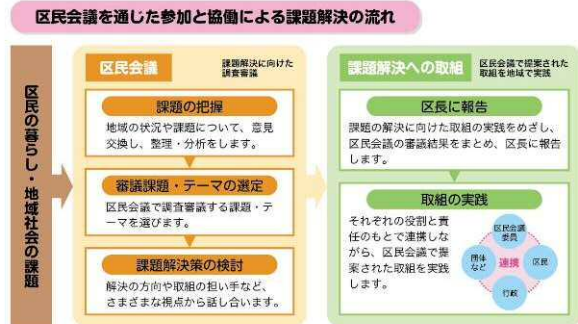 区民会議を通じた参加と協働による課題解決の流れ
区民の暮らし・地域社会の課題
区民会議
課題解決に向けた
調査審議
課題の把握
地域の状況や課題について、意見
交換し、整理・分析をします。
審議課題・テーマの選定
区民会議で調査審議する課題・テ
ーマを選びます。
課題解決策の検討
解決の方向や取組の担い手など、
さまざまな視点から話し合います。
課題解決への取組
区民会議で提案された
取組を地域で実践
区長に報告
課題の解決に向けた取組の実践をめざし、
区民会議の審議結果をまとめ、区長に報告
します。
取組の実践
それぞれの役割と責
任のもとで連携しな
がら、区民会議で提
案された取組を実践
します。
区民会議
委員
団体
など
連携
区民
行政